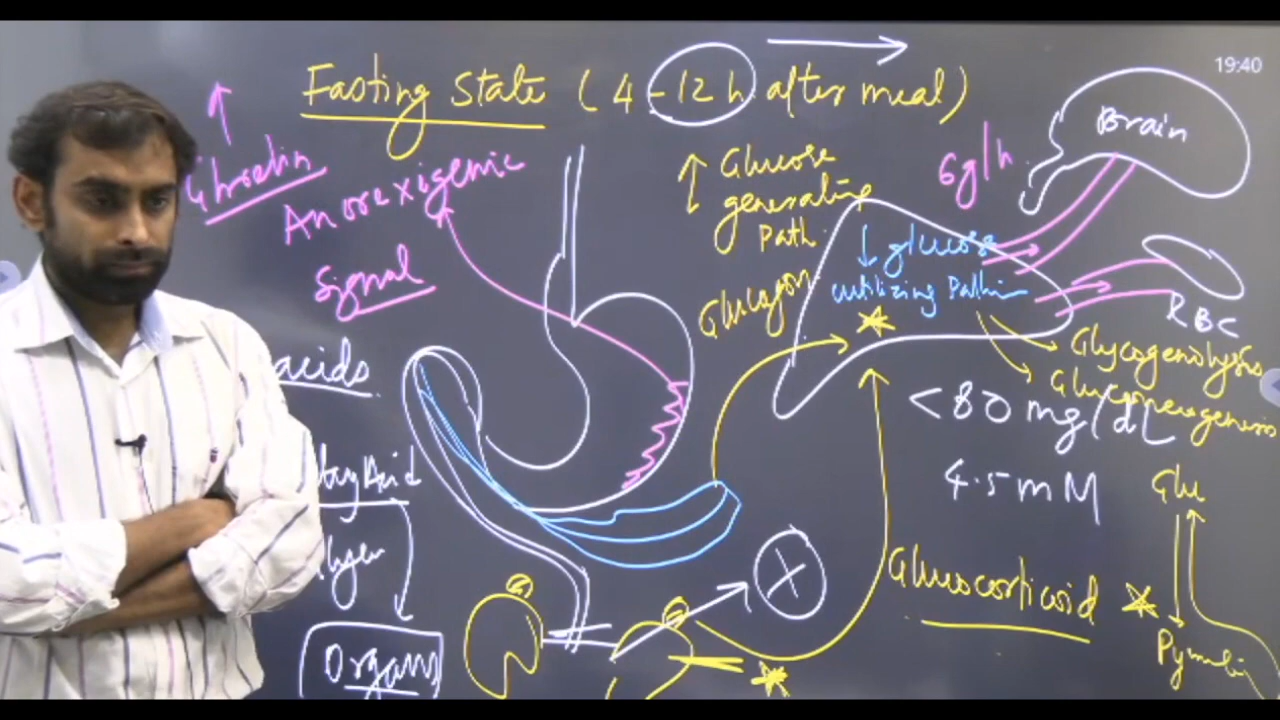 19:40
Fasting State ( 4 - 12 h after meal)
Ghrelin
Anorexigenic
Signal
↑ Glucose
generating
Path.
Glucagon
↓ glucose
utilizing Path
6g/h
Brain
RBC
Glycogenolysis
Gluconeogenesis
< 80 mg/dL
4.5 mM
acids
Acid
Organs
X
Glucocorticoid
Glu